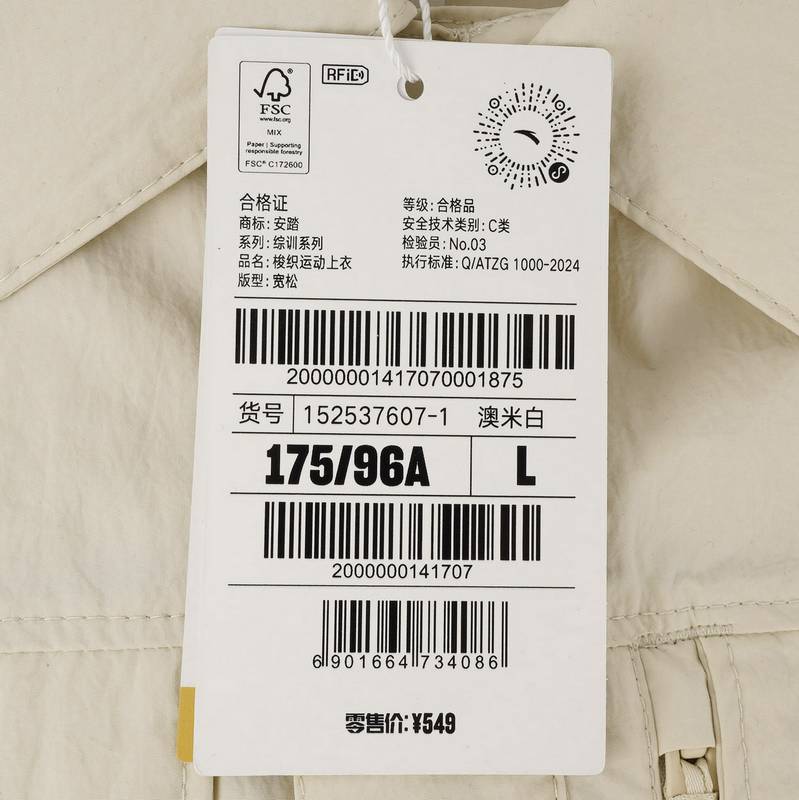 RFID
FSC
www.fsc.org
MIX
Paper | Supporting
responsible forestry
FSC® C172600
合格证
商标: 安踏
系列: 综训系列
品名: 梭织运动上衣
版型: 宽松
等级: 合格品
安全技术类别: C类
检验员: No.03
执行标准: Q/ATZG 1000-2024
20000001417070001875
货号 152537607-1 澳米白
175/96A L
2000000141707
6 901664 734086
零售价: ¥549